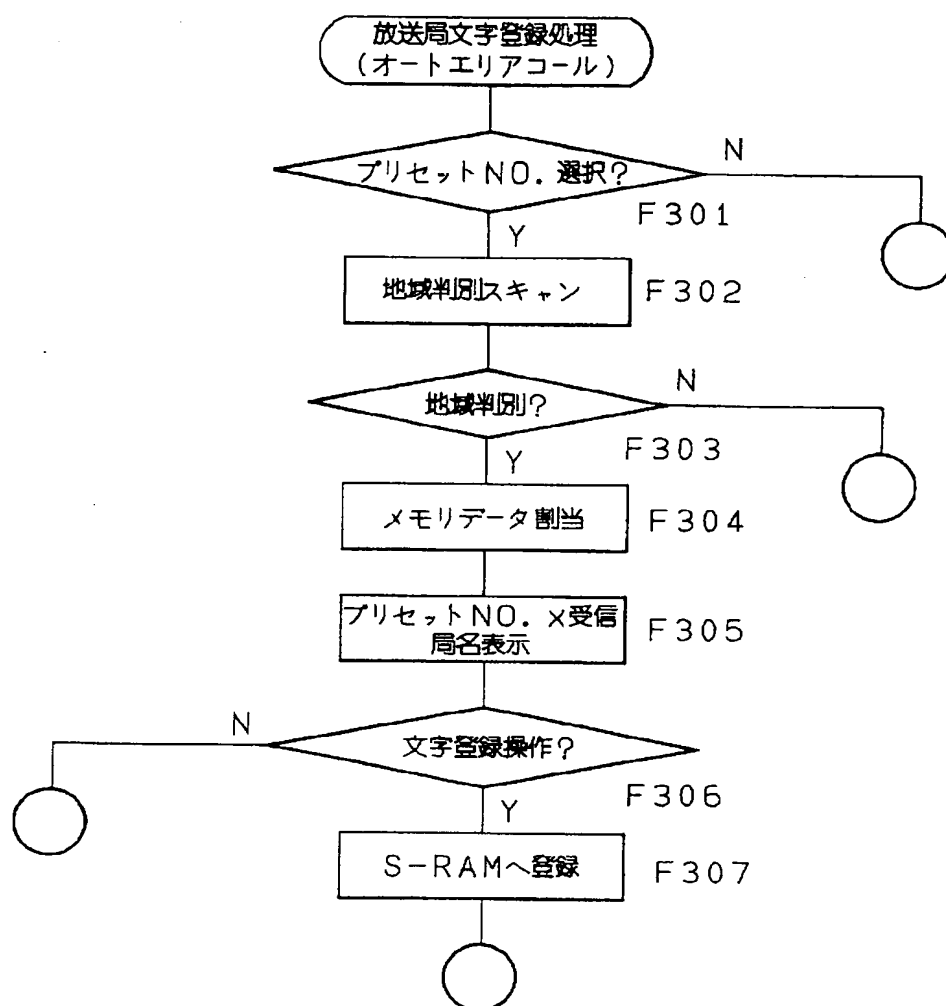 放送局文字登録処理
(オートエリアコール)
プリセットNO. 選択?
N
F301
Y
地域判別スキャン
F302
地域判別?
N
F303
Y
メモリデータ割当
F304
プリセットNO. X受信
局名表示
F305
N
文字登録操作?
F306
Y
S-RAMへ登録
F307